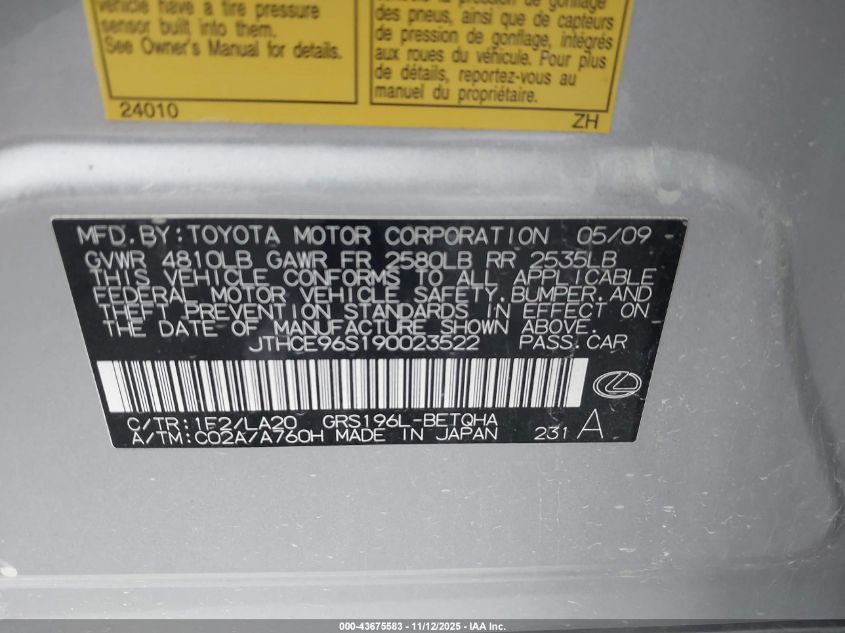 vehicle have a tire pressure
sensor built into them.
See Owner's Manual for details.
24010
des pneus, ainsi que de capteurs
de pression de gonflage, intégrés
aux roues du véhicule. Pour plus
de détails, reportez-vous au
manuel du propriétaire.
ZH
MFD. BY: TOYOTA MOTOR CORPORATION 05/09
GVWR 4810LB GAWR FR 2580LB RR 2535LB
THIS VEHICLE CONFORMS TO ALL APPLICABLE
FEDERAL MOTOR VEHICLE SAFETY, BUMPER, AND
THEFT PREVENTION STANDARDS IN EFFECT ON
THE DATE OF MANUFACTURE SHOWN ABOVE.
JTHCE96S190023522 PASS. CAR
C/TR: 1E2/LA20 GRS196L-BETQHA
A/TM: C02A/A760H MADE IN JAPAN 231 A
000-43675583 - 11/12/2025 - IAA Inc.